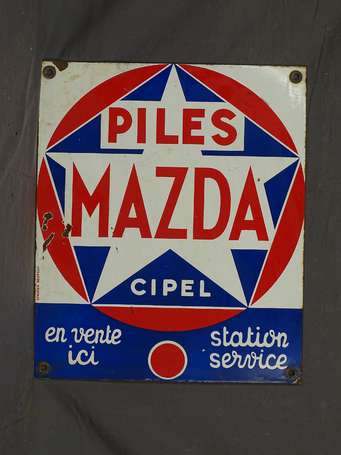 PILES
MAZDA
CIPEL
en vente
ici
station
service